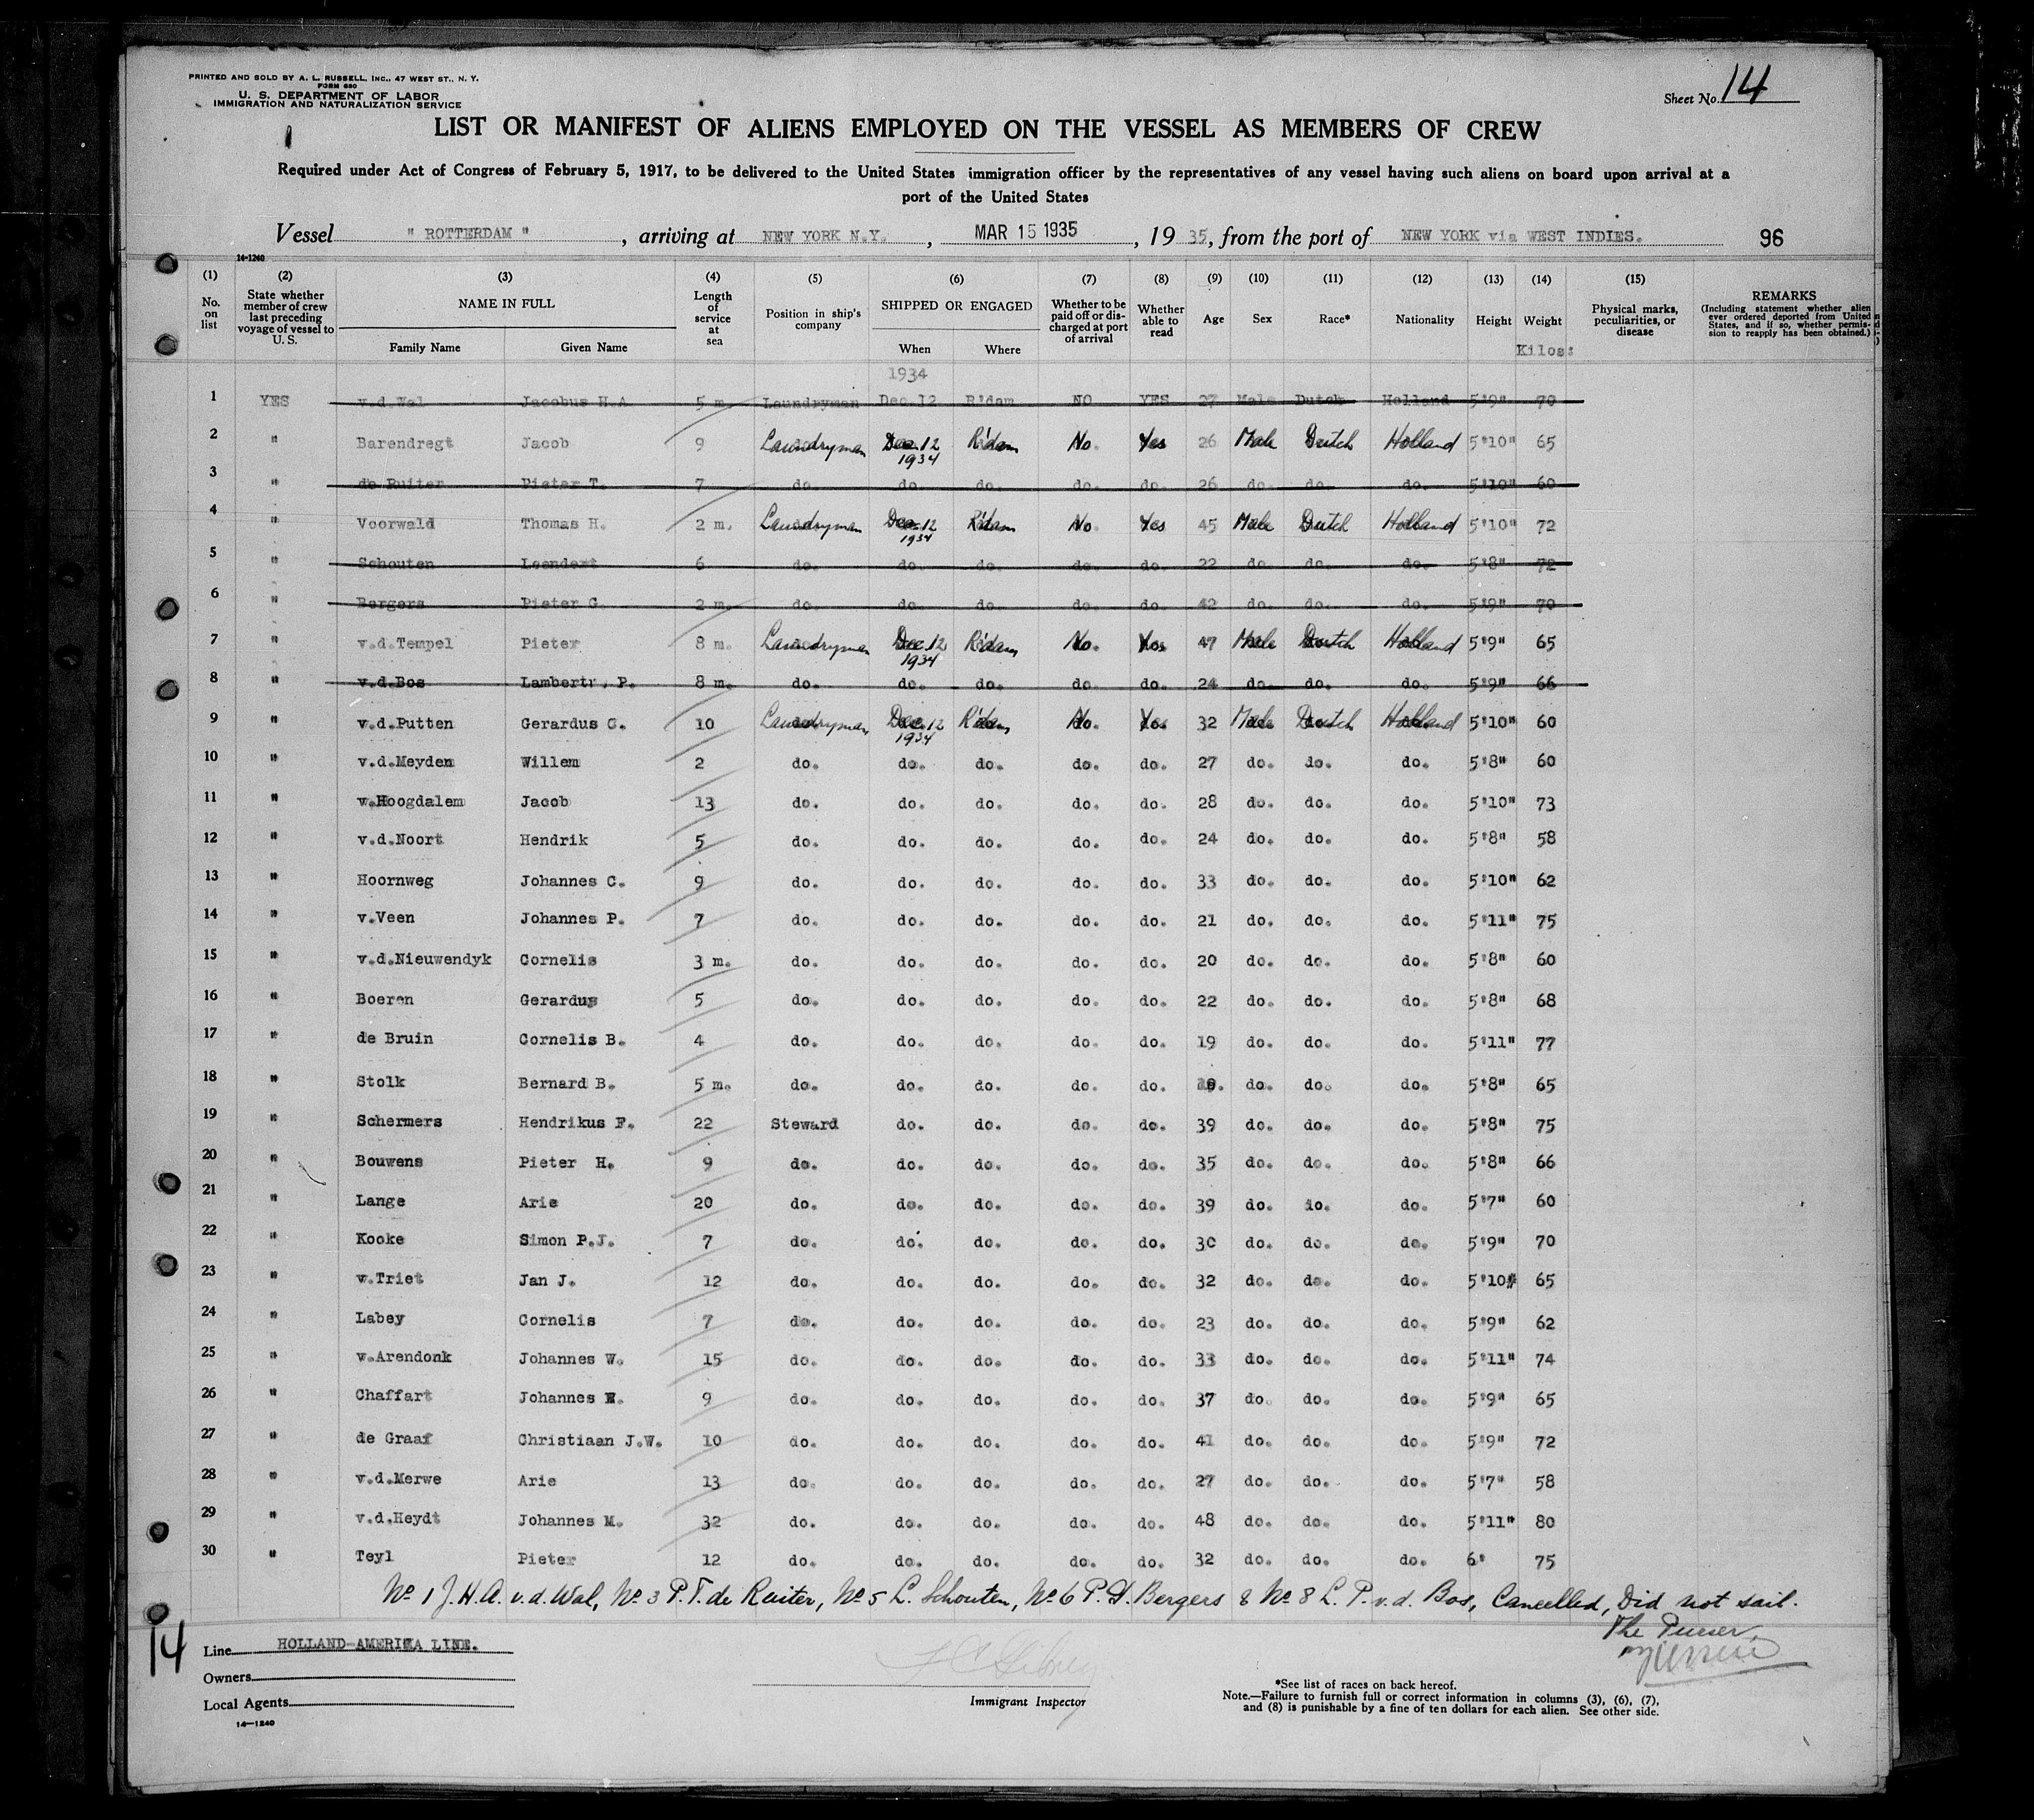 PRINTED AND SOLD BY A. L. RUSSELL, INC., 47 WEST ST., N. Y.
FORM 680
U. S. DEPARTMENT OF LABOR
IMMIGRATION AND NATURALIZATION SERVICE
Sheet No. 14
LIST OR MANIFEST OF ALIENS EMPLOYED ON THE VESSEL AS MEMBERS OF CREW
Required under Act of Congress of February 5, 1917, to be delivered to the United States immigration officer by the representatives of any vessel having such aliens on board upon arrival at a
port of the United States
Vessel " ROTTERDAM ", arriving at NEW YORK N.Y., MAR 15 1935, 1935, from the port of NEW YORK via WEST INDIES. 96
14-1240
(1) (2) (3) (4) (5) (6) (7) (8) (9) (10) (11) (12) (13) (14) (15)
No. on list
State whether member of crew last preceding voyage of vessel to U. S.
NAME IN FULL
Family Name Given Name
Length of service at sea
Position in ship's company
SHIPPED OR ENGAGED
When Where
Whether to be paid off or discharged at port of arrival
Whether able to read
Age
Sex
Race*
Nationality
Height
Weight
Kilos:
Physical marks, peculiarities, or disease
REMARKS
(Including statement whether alien ever ordered deported from United States, and if so, whether permission to reapply has been obtained.)
1934
1 YES v.d.Wal Jacobus H.A 5 m. Laundryman Dec.12 R'dam NO YES 27 Male Dutch Holland 5'9" 70
2 " Barendregt Jacob 9 Laundryman Dec. 12 1934 R'dam No. Yes 26 Male Dutch Holland 5'10" 65
3 " de Ruiter Pieter T. 7 do. do. do. do. do. 26 do. do. do. 5'10" 60
4 " Voorwald Thomas H. 2 m. Laundryman Dec. 12 1934 R'dam No. Yes 45 Male Dutch Holland 5'10" 72
5 " Schouten Leendert 6 do. do. do. do. do. 22 do. do. do. 5'8" 72
6 " Bergers Pieter G. 2 m. do. do. do. do. do. 42 do. do. do. 5'9" 70
7 " v.d.Tempel Pieter 8 m. Laundryman Dec. 12 1934 R'dam No. Yes 47 Male Dutch Holland 5'9" 65
8 " v.d.Bos Lambertr. P. 8 m. do. do. do. do. do. 24 do. do. do. 5'9" 66
9 " v.d.Putten Gerardus G. 10 Laundryman Dec. 12 1934 R'dam No. Yes 32 Male Dutch Holland 5'10" 60
10 " v.d.Meyden Willem 2 do. do. do. do. do. 27 do. do. do. 5'8" 60
11 " v.Hoogdalem Jacob 13 do. do. do. do. do. 28 do. do. do. 5'10" 73
12 " v.d.Noort Hendrik 5 do. do. do. do. do. 24 do. do. do. 5'8" 58
13 " Hoornweg Johannes C. 9 do. do. do. do. do. 33 do. do. do. 5'10" 62
14 " v.Veen Johannes P. 7 do. do. do. do. do. 21 do. do. do. 5'11" 75
15 " v.d.Nieuwendyk Cornelis 3 m. do. do. do. do. do. 20 do. do. do. 5'8" 60
16 " Boeren Gerardus 5 do. do. do. do. do. 22 do. do. do. 5'8" 68
17 " de Bruin Cornelis B. 4 do. do. do. do. do. 19 do. do. do. 5'11" 77
18 " Stolk Bernard B. 5 m. do. do. do. do. do. do. do. do. 5'8" 65
19 " Schermers Hendrikus F. 22 Steward do. do. do. do. 39 do. do. do. 5'8" 75
20 " Bouwens Pieter H. 9 do. do. do. do. do. 35 do. do. do. 5'8" 66
21 " Lange Arie 20 do. do. do. do. do. 39 do. do. do. 5'7" 60
22 " Kooke Simon P.J. 7 do. do. do. do. do. 30 do. do. do. 5'9" 70
23 " v.Triet Jan J. 12 do. do. do. do. do. 32 do. do. do. 5'10" 65
24 " Labey Cornelis 7 do. do. do. do. do. 23 do. do. do. 5'9" 62
25 " v.Arendonk Johannes W. 15 do. do. do. do. do. 33 do. do. do. 5'11" 74
26 " Chaffart Johannes E. 9 do. do. do. do. do. 37 do. do. do. 5'9" 65
27 " de Graaf Christiaan J.W. 10 do. do. do. do. do. 41 do. do. do. 5'9" 72
28 " v.d.Merwe Arie 13 do. do. do. do. do. 27 do. do. do. 5'7" 58
29 " v.d.Heydt Johannes M. 32 do. do. do. do. do. 48 do. do. do. 5'11" 80
30 " Teyl Pieter 12 do. do. do. do. do. 32 do. do. do. 6' 75
No. 1 J.H.A. v.d. Wal, No. 3 P.T. de Ruiter, No. 5 L. Schouten, No. 6 P.G. Bergers & No. 8 L.P. v.d. Bos, Cancelled, Did not sail.
The Purser,
14
Line HOLLAND-AMERIKA LINE.
Owners
Local Agents
14-1240
Immigrant Inspector
*See list of races on back hereof.
Note.—Failure to furnish full or correct information in columns (3), (6), (7),
and (8) is punishable by a fine of ten dollars for each alien. See other side.